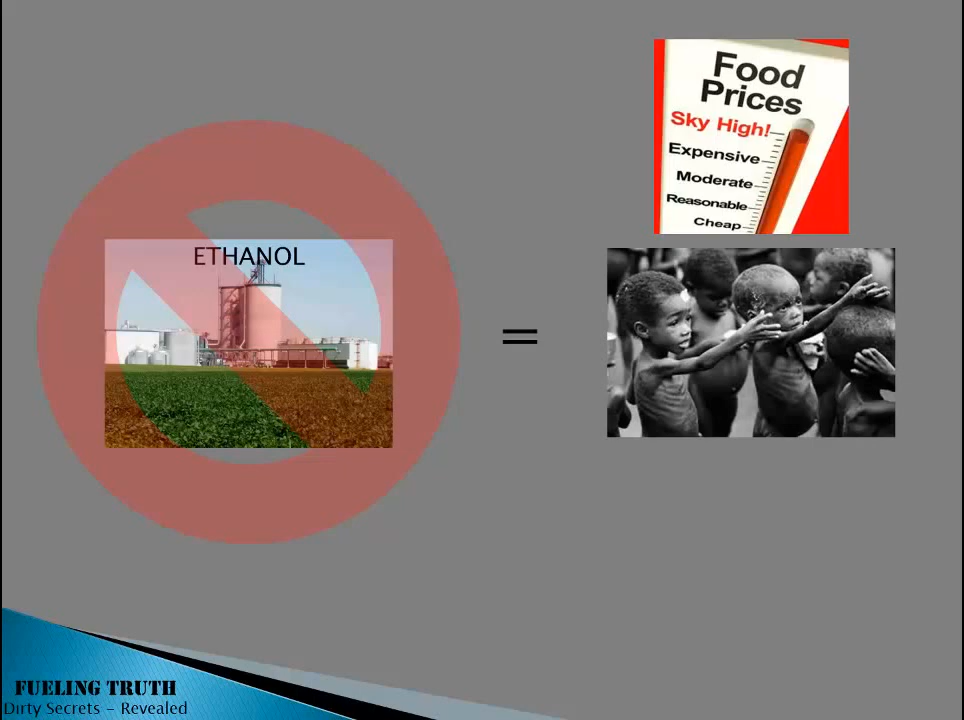 ETHANOL
=
Food
Prices
Sky High!
Expensive
Moderate
Reasonable
Cheap
FUELING TRUTH
Dirty Secrets – Revealed